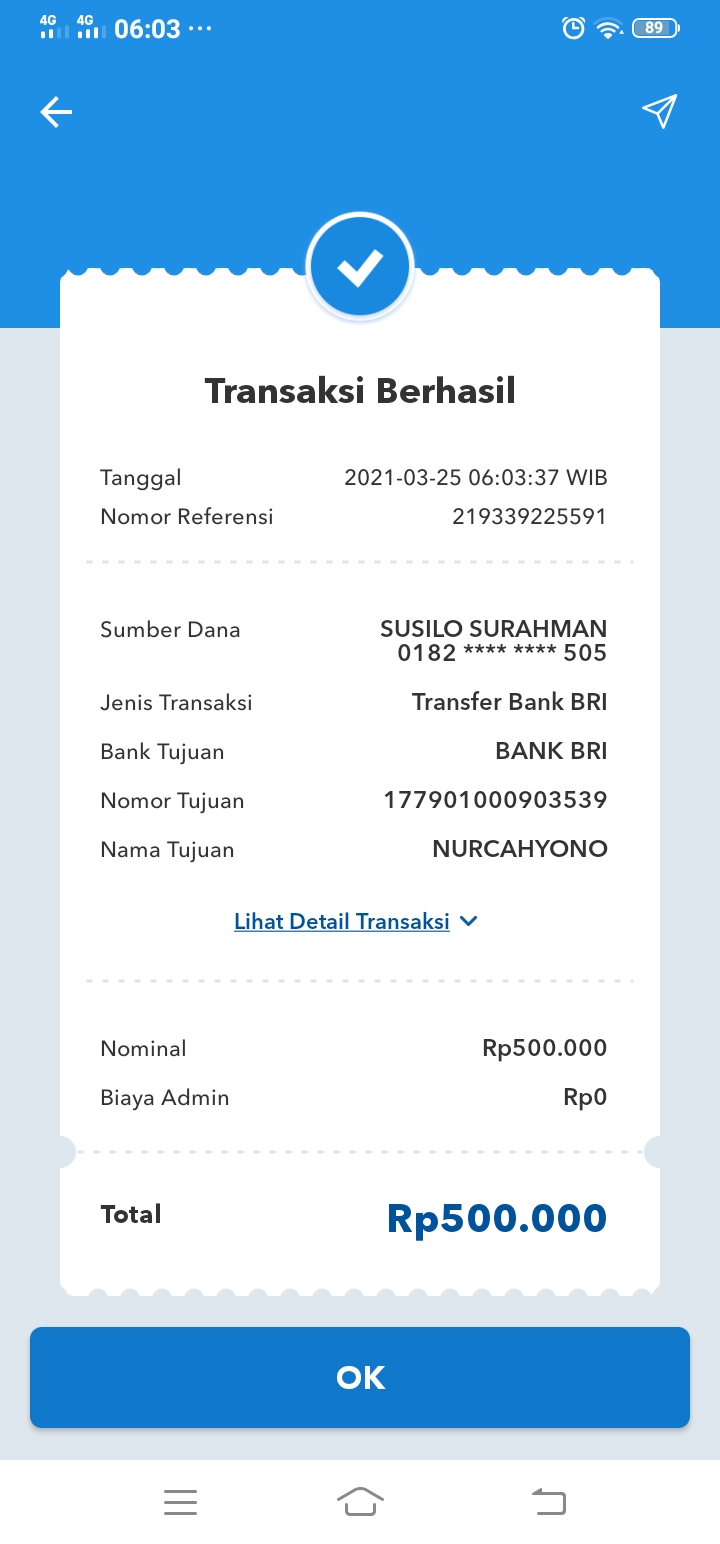 4G 4G 06:03 ... 89
Transaksi Berhasil
Tanggal 2021-03-25 06:03:37 WIB
Nomor Referensi 219339225591
Sumber Dana SUSILO SURAHMAN
0182 **** **** 505
Jenis Transaksi Transfer Bank BRI
Bank Tujuan BANK BRI
Nomor Tujuan 177901000903539
Nama Tujuan NURCAHYONO
Lihat Detail Transaksi
Nominal Rp500.000
Biaya Admin Rp0
Total Rp500.000
OK